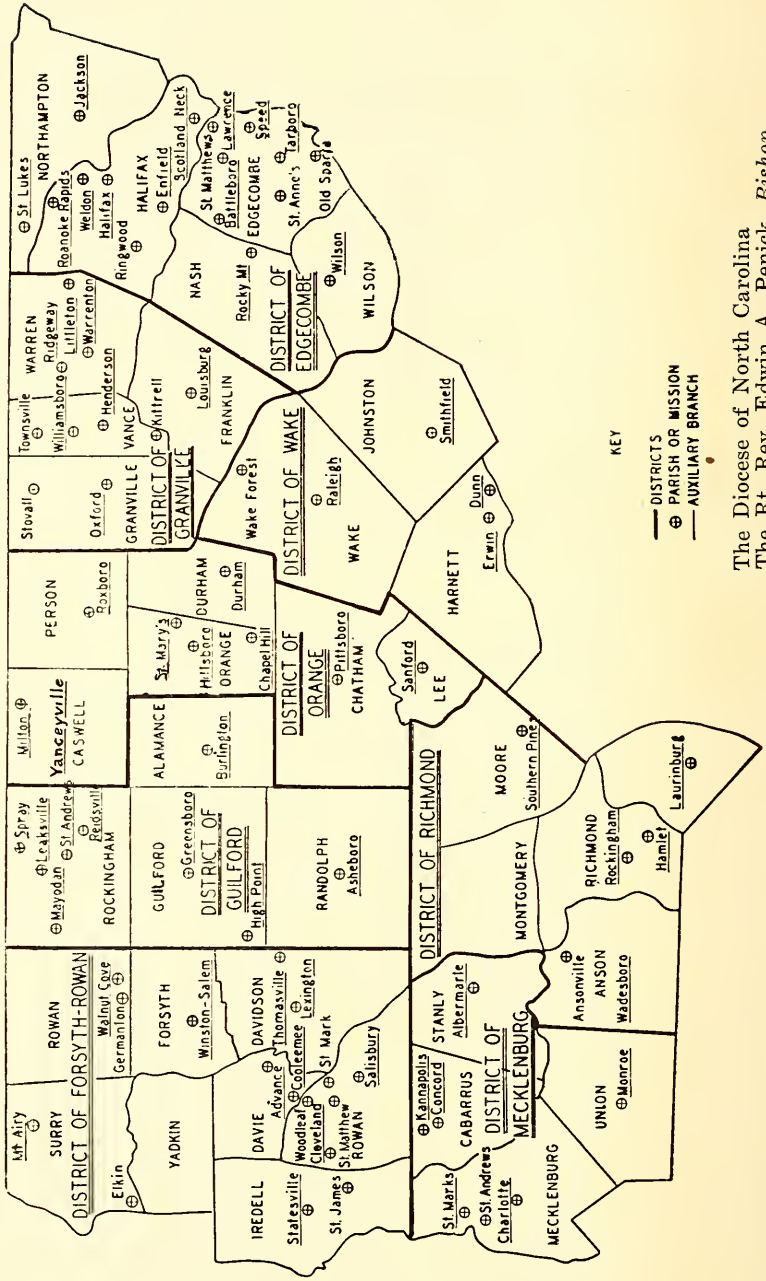 NORTHAMPTON
St Lukes
Jackson
Roanoke Rapids
Weldon
Halifax
HALIFAX
Enfield
Scotland Neck
Ringwood
St Matthews
Lawrence
Battleboro
Speed
EDGECOMBE
Tarboro
St. Anne's
Old Sparta
NASH
Rocky Mt
DISTRICT OF
EDGECOMBE
Wilson
WILSON
WARREN
Ridgeway
Littleton
Warrenton
Townsville
Williamsboro
Henderson
VANCE
Kittrell
Louisburg
FRANKLIN
Stovall
Oxford
GRANVILLE
DISTRICT OF
GRANVILLE
Wake Forest
DISTRICT OF WAKE
Raleigh
WAKE
JOHNSTON
Smithfield
HARNETT
Erwin
Dunn
PERSON
Roxboro
DURHAM
Durham
St. Mary's
Hillsboro
ORANGE
Chapel Hill
DISTRICT OF
ORANGE
Pittsboro
CHATHAM
Sanford
LEE
Milton
Yanceyville
CASWELL
ALAMANCE
Burlington
Spray
Leaksville
Mayodan
St Andrews
Reidsville
ROCKINGHAM
GUILFORD
Greensboro
DISTRICT OF
GUILFORD
High Point
RANDOLPH
Asheboro
DISTRICT OF RICHMOND
MOORE
Southern Pines
MONTGOMERY
RICHMOND
Rockingham
Hamlet
Laurinburg
Mt Airy
SURRY
ROWAN
DISTRICT OF FORSYTH-ROWAN
Walnut Cove
Germanton
Elkin
YADKIN
FORSYTH
Winston-Salem
DAVIDSON
Thomasville
Lexington
DAVIE
Advance
Cooleemee
St Mark
Woodleaf
Cleveland
St. Matthew
ROWAN
Salisbury
IREDELL
Statesville
St. James
STANLY
Albermarle
Kannapolis
Concord
CABARRUS
DISTRICT OF
MECKLENBURG
St. Marks
St. Andrews
Charlotte
MECKLENBURG
Ansonville
ANSON
Wadesboro
UNION
Monroe
KEY
DISTRICTS
PARISH OR MISSION
AUXILIARY BRANCH
The Diocese of North Carolina
The Rt. Rev. Edwin A. Penick, Bishop